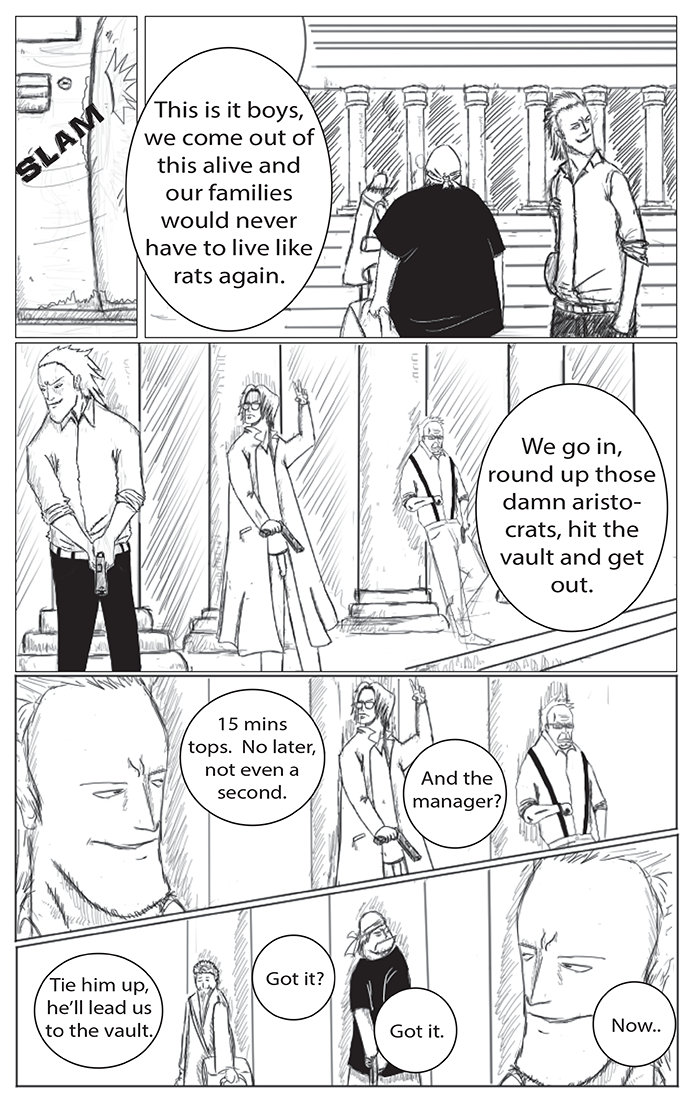 SLAM
This is it boys,
we come out of
this alive and
our families
would never
have to live like
rats again.
We go in,
round up those
damn aristo-
crats, hit the
vault and get
out.
15 mins
tops. No later,
not even a
second.
And the
manager?
Tie him up,
he'll lead us
to the vault.
Got it?
Got it.
Now..